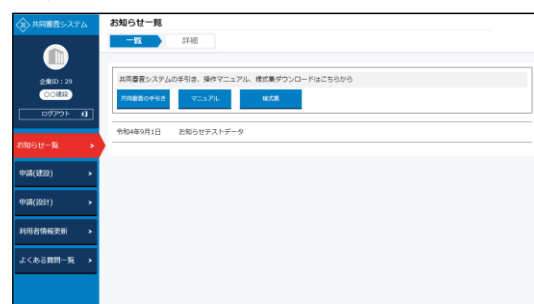 共同審査システム
企業ID:29
〇〇建設
ログアウト
お知らせ一覧
申請(建設)
申請(設計)
利用者情報更新
よくある質問一覧
お知らせ一覧
一覧
詳細
共同審査システムの手引き、操作マニュアル、様式集ダウンロードはこちらから
共同審査の手引き
マニュアル
様式集
令和4年9月1日 お知らせテストデータ